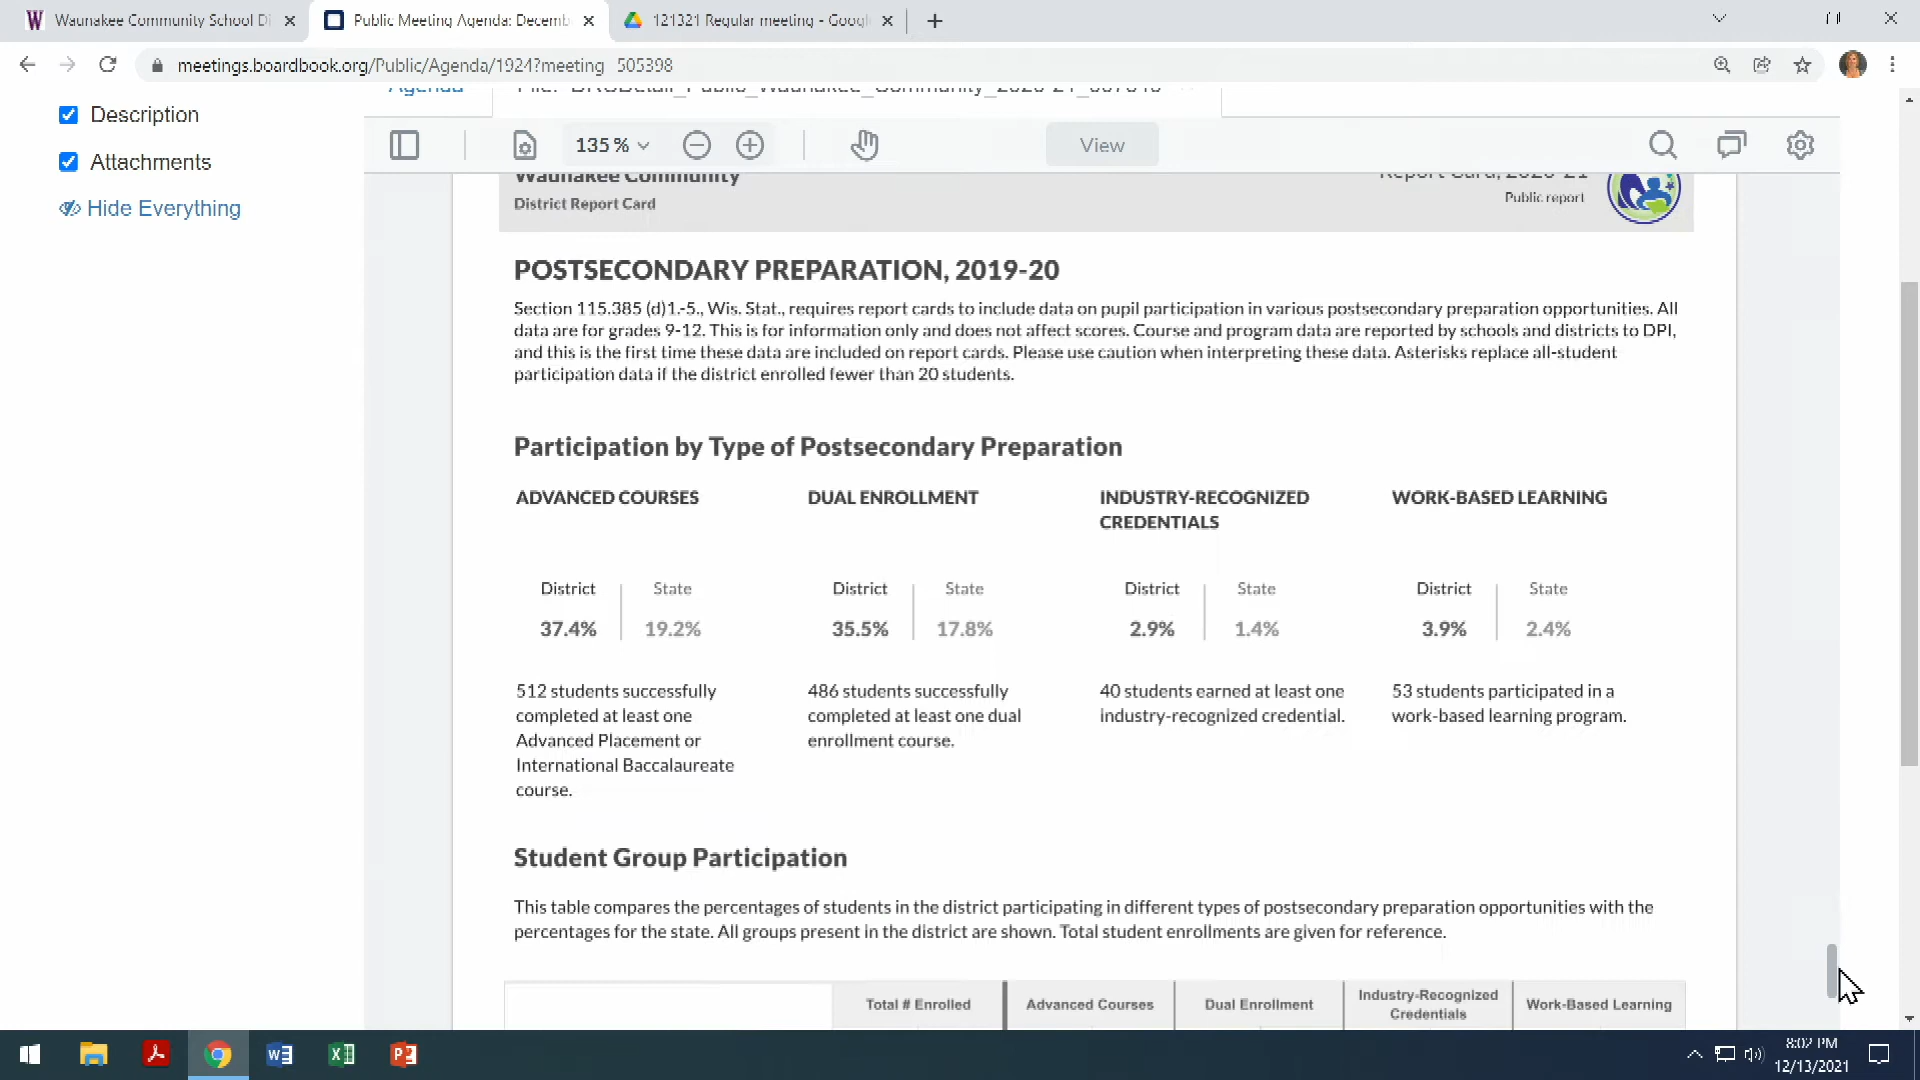 Waunakee Community School Di
Public Meeting Agenda: Decemb
121321 Regular meeting - Googl
meetings.boardbook.org/Public/Agenda/1924?meeting 505398
Description
Attachments
Hide Everything
Agenda
135 %
View
Waunakee Community
District Report Card
Public report
POSTSECONDARY PREPARATION, 2019-20
Section 115.385 (d)1.-5., Wis. Stat., requires report cards to include data on pupil participation in various postsecondary preparation opportunities. All
data are for grades 9-12. This is for information only and does not affect scores. Course and program data are reported by schools and districts to DPI,
and this is the first time these data are included on report cards. Please use caution when interpreting these data. Asterisks replace all-student
participation data if the district enrolled fewer than 20 students.
Participation by Type of Postsecondary Preparation
ADVANCED COURSES
District State
37.4% 19.2%
512 students successfully
completed at least one
Advanced Placement or
International Baccalaureate
course.
DUAL ENROLLMENT
District State
35.5% 17.8%
486 students successfully
completed at least one dual
enrollment course.
INDUSTRY-RECOGNIZED
CREDENTIALS
District State
2.9% 1.4%
40 students earned at least one
industry-recognized credential.
WORK-BASED LEARNING
District State
3.9% 2.4%
53 students participated in a
work-based learning program.
Student Group Participation
This table compares the percentages of students in the district participating in different types of postsecondary preparation opportunities with the
percentages for the state. All groups present in the district are shown. Total student enrollments are given for reference.
Total # Enrolled
Advanced Courses
Dual Enrollment
Industry-Recognized
Credentials
Work-Based Learning
8:02 PM
12/13/2021